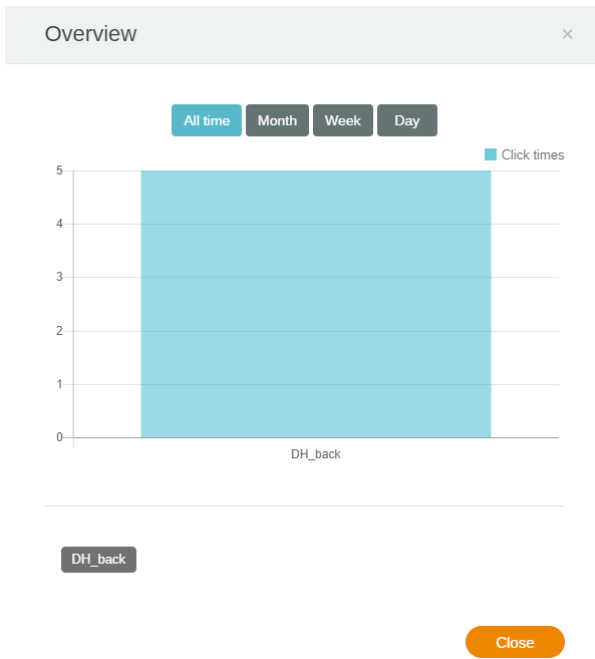 Overview ×
All time Month Week Day
Click times
5
4
3
2
1
0
DH_back
DH_back
Close